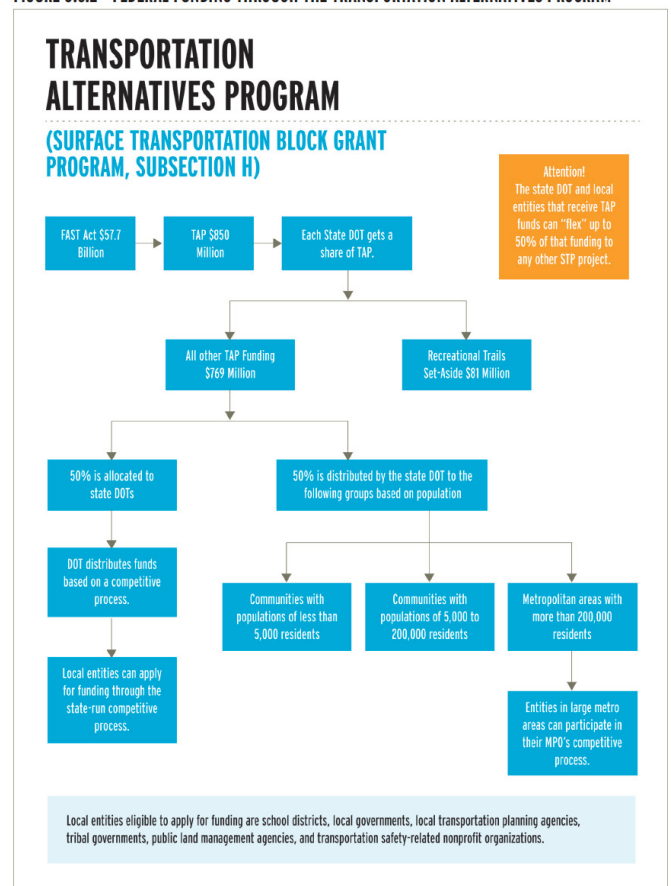 TRANSPORTATION
ALTERNATIVES PROGRAM
(SURFACE TRANSPORTATION BLOCK GRANT
PROGRAM, SUBSECTION H)
Attention!
The state DOT and local
entities that receive TAP
funds can "flex" up to
50% of that funding to
any other STP project.
FAST Act $57.7
Billion
TAP $850
Million
Each State DOT gets a
share of TAP.
All other TAP Funding
$769 Million
Recreational Trails
Set-Aside $81 Million
50% is allocated to
state DOTs
50% is distributed by the state DOT to the
following groups based on population
DOT distributes funds
based on a competitive
process.
Communities with
populations of less than
5,000 residents
Communities with
populations of 5,000 to
200,000 residents
Metropolitan areas with
more than 200,000
residents
Local entities can apply
for funding through the
state-run competitive
process.
Entities in large metro
areas can participate in
their MPO's competitive
process.
Local entities eligible to apply for funding are school districts, local governments, local transportation planning agencies,
tribal governments, public land management agencies, and transportation safety-related nonprofit organizations.